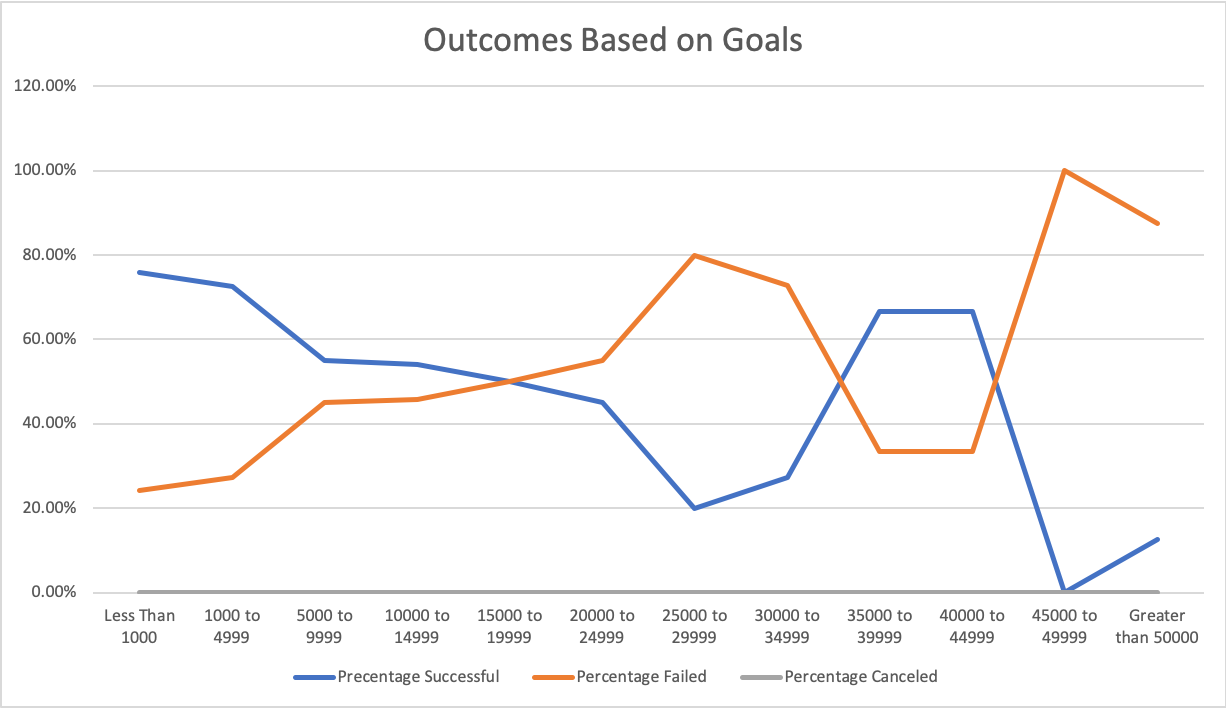 Outcomes Based on Goals
120.00%
100.00%
80.00%
60.00%
40.00%
20.00%
0.00%
Less Than 1000 to 5000 to 10000 to 15000 to 20000 to 25000 to 30000 to 35000 to 40000 to 45000 to Greater
1000 4999 9999 14999 19999 24999 29999 34999 39999 44999 49999 than 50000
Precentage Successful Percentage Failed Percentage Canceled